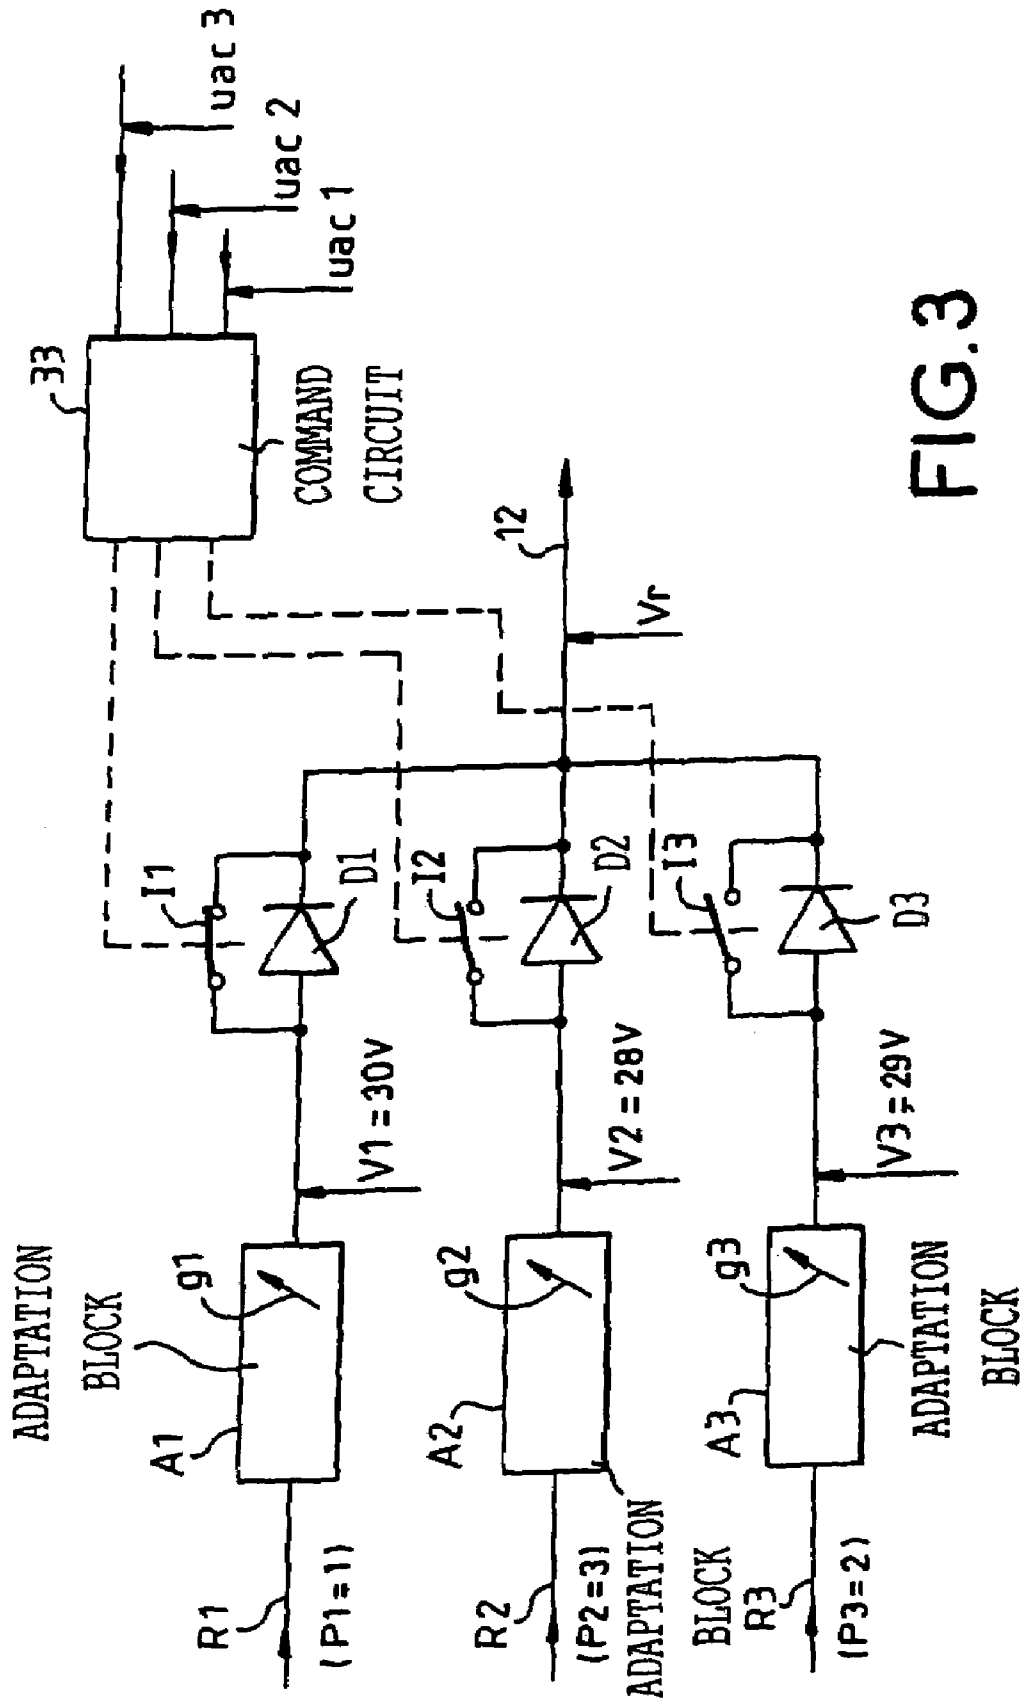 uac 3
uac 2
uac 1
33
COMMAND
CIRCUIT
12
Vr
I1
D1
I2
D2
I3
D3
V1 = 30V
V2 = 28V
V3 = 29V
ADAPTATION
BLOCK
g1
A1
g2
A2
ADAPTATION
BLOCK
g3
A3
ADAPTATION
BLOCK
R1
(P1=1)
R2
(P2=3)
R3
(P3=2)
FIG.3